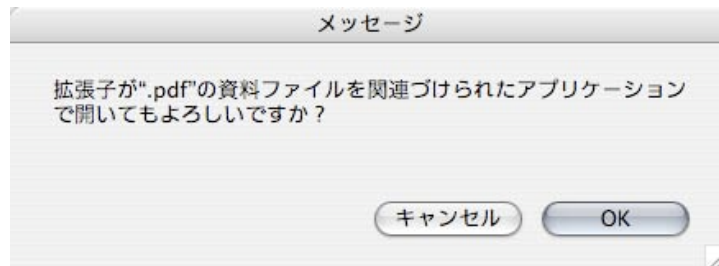 メッセージ
拡張子が“.pdf”の資料ファイルを関連づけられたアプリケーション
で開いてもよろしいですか？
キャンセル
OK